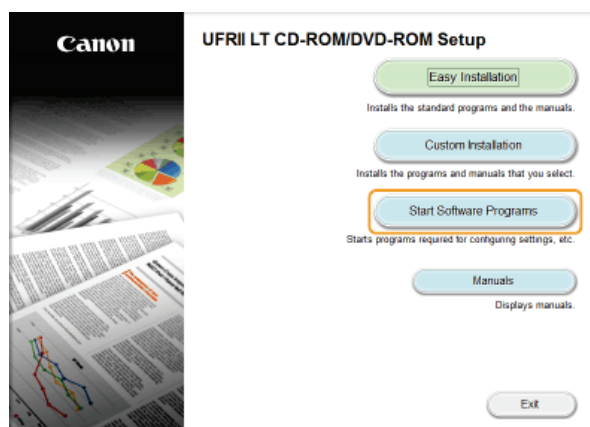 Canon
UFRII LT CD-ROM/DVD-ROM Setup
Easy Installation
Installs the standard programs and the manuals.
Custom Installation
Installs the programs and manuals that you select.
Start Software Programs
Starts programs required for configuring settings, etc.
Manuals
Displays manuals.
Exit